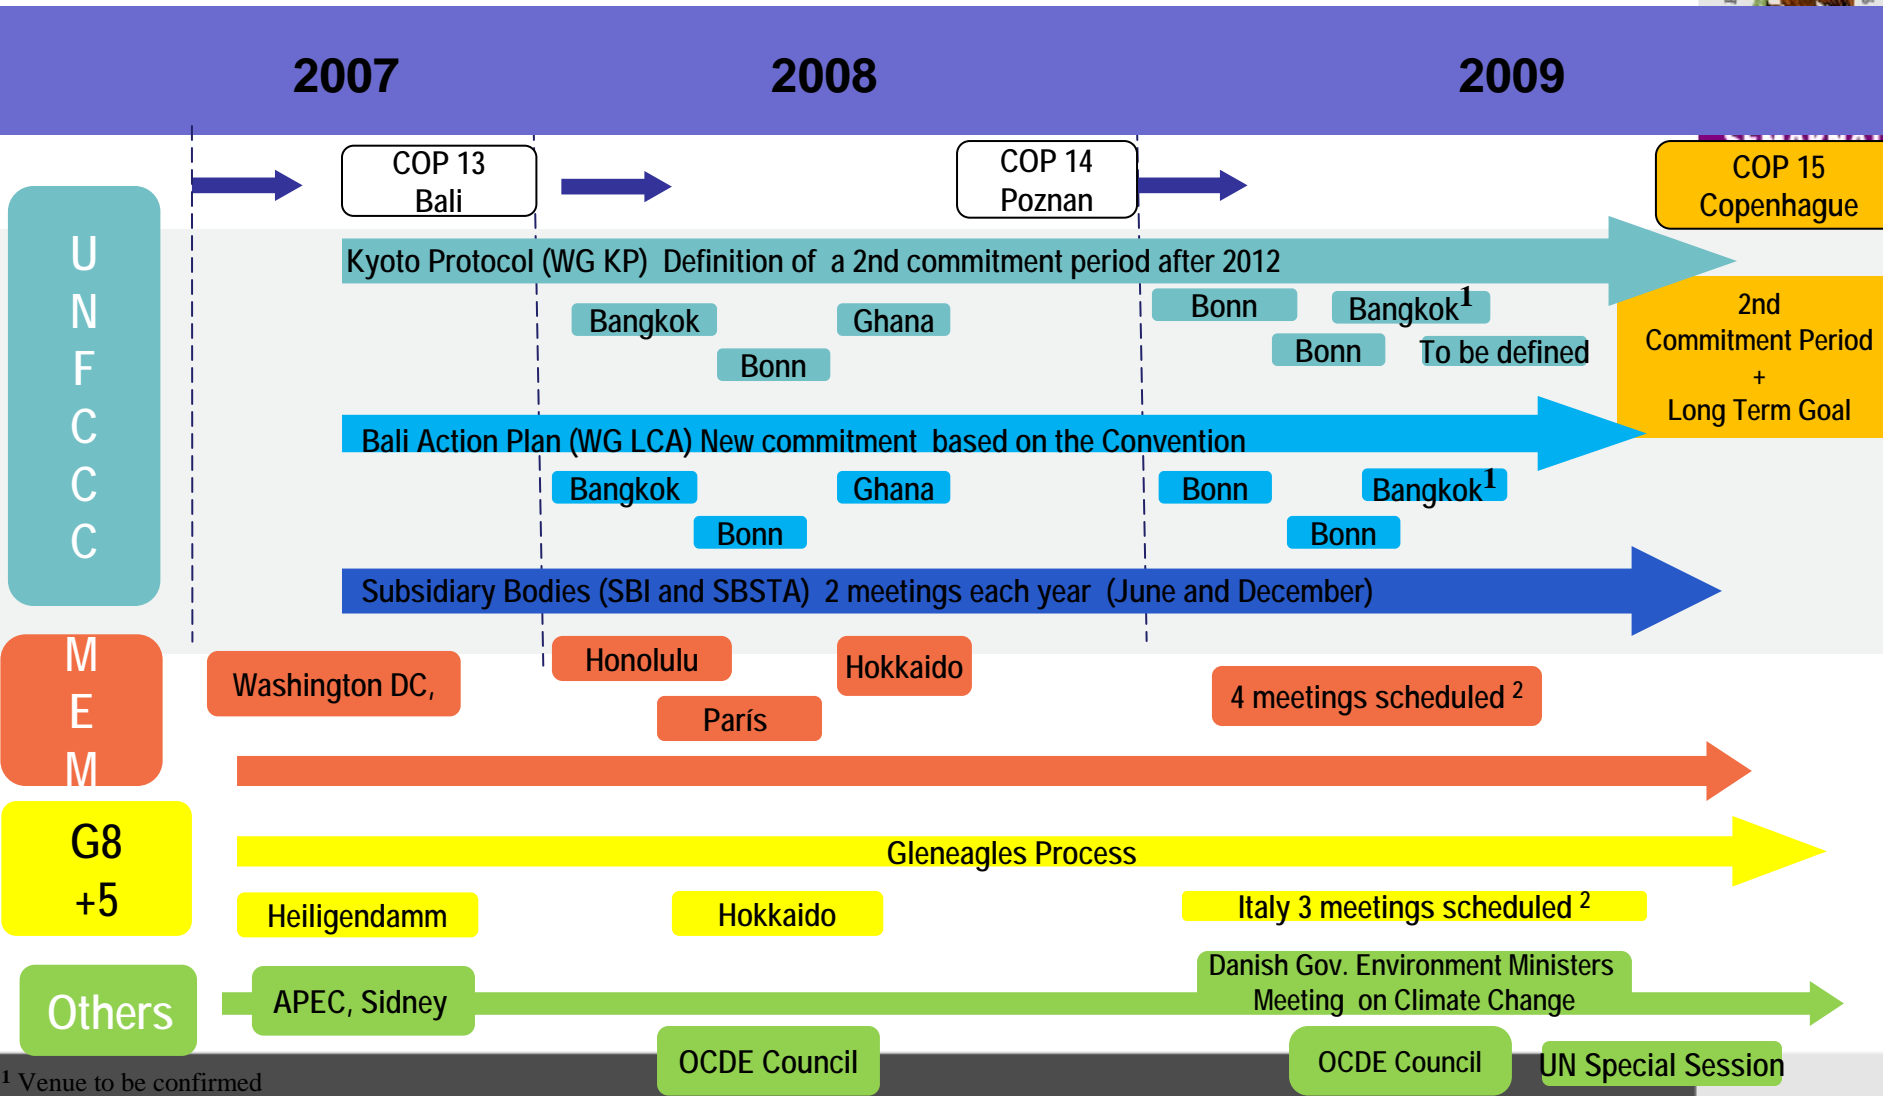 2007 2008 2009
COP 13
Bali
COP 14
Poznan
COP 15
Copenhague
U
N
F
C
C
C
Kyoto Protocol (WG KP) Definition of a 2nd commitment period after 2012
Bangkok
Bonn
Ghana
Bonn
Bonn
Bangkok1
To be defined
2nd
Commitment Period
+
Long Term Goal
Bali Action Plan (WG LCA) New commitment based on the Convention
Bangkok
Bonn
Ghana
Bonn
Bonn
Bangkok1
Subsidiary Bodies (SBI and SBSTA) 2 meetings each year (June and December)
M
E
M
Washington DC,
Honolulu
París
Hokkaido
4 meetings scheduled 2
G8
+5
Gleneagles Process
Heiligendamm
Hokkaido
Italy 3 meetings scheduled 2
Others
APEC, Sidney
OCDE Council
Danish Gov. Environment Ministers
Meeting on Climate Change
OCDE Council
UN Special Session
1 Venue to be confirmed